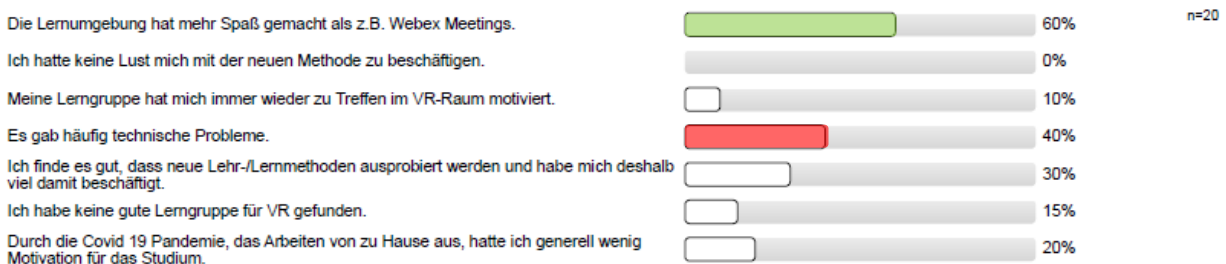 Die Lernumgebung hat mehr Spaß gemacht als z.B. Webex Meetings. 60% n=20
Ich hatte keine Lust mich mit der neuen Methode zu beschäftigen. 0%
Meine Lerngruppe hat mich immer wieder zu Treffen im VR-Raum motiviert. 10%
Es gab häufig technische Probleme. 40%
Ich finde es gut, dass neue Lehr-/Lernmethoden ausprobiert werden und habe mich deshalb
viel damit beschäftigt. 30%
Ich habe keine gute Lerngruppe für VR gefunden. 15%
Durch die Covid 19 Pandemie, das Arbeiten von zu Hause aus, hatte ich generell wenig
Motivation für das Studium. 20%